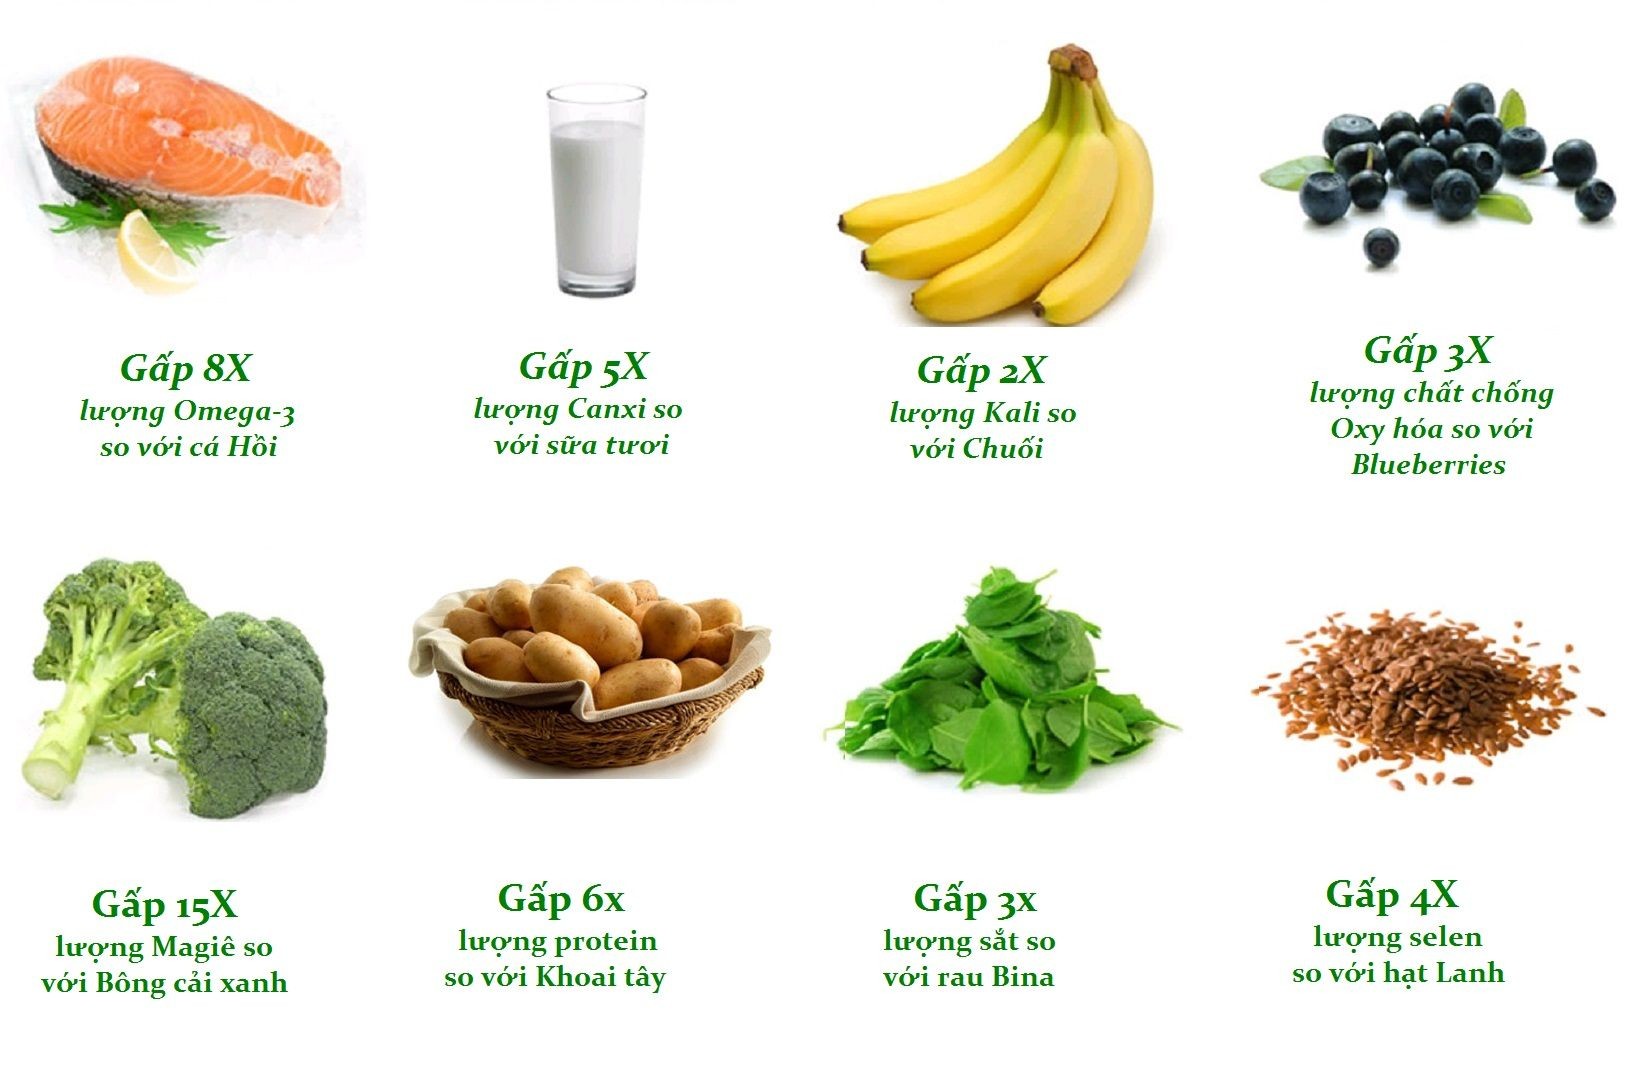 Gấp 8X
lượng Omega-3
so với cá Hồi
Gấp 5X
lượng Canxi so
với sữa tươi
Gấp 2X
lượng Kali so
với Chuối
Gấp 3X
lượng chất chống
Oxy hóa so với
Blueberries
Gấp 15X
lượng Magiê so
với Bông cải xanh
Gấp 6x
lượng protein
so với Khoai tây
Gấp 3x
lượng sắt so
với rau Bina
Gấp 4X
lượng selen
so với hạt Lanh